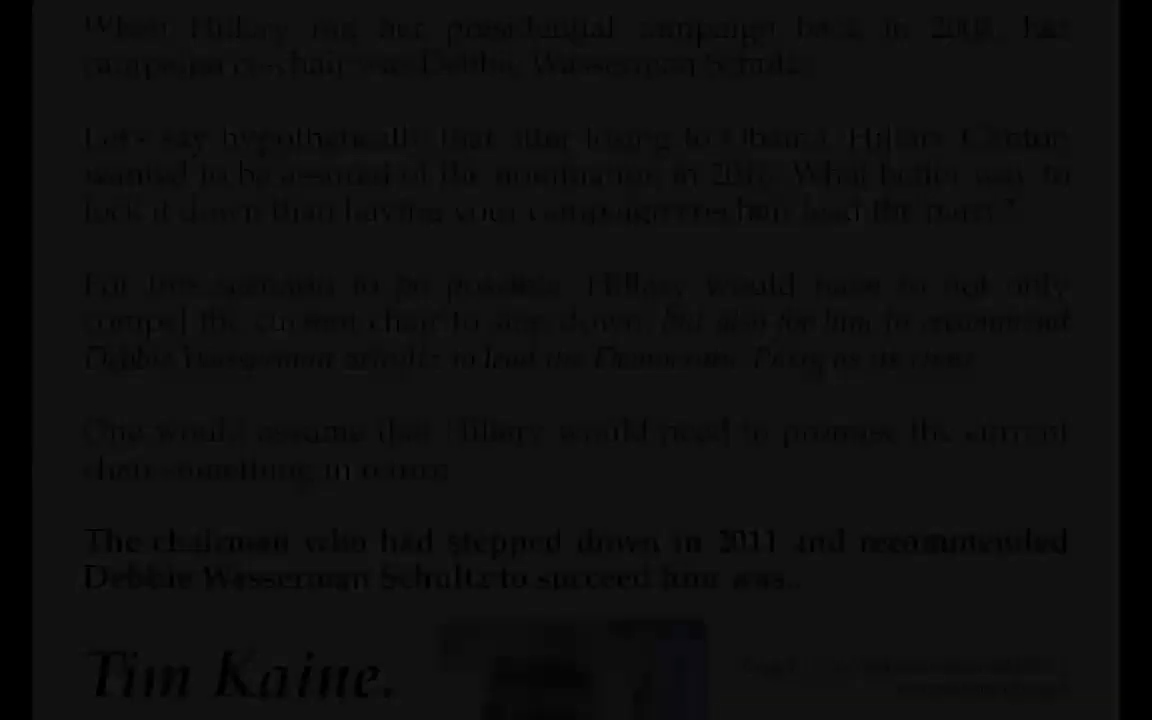 When Hillary ran her presidential campaign back in 2008, her
campaign co-chair was Debbie Wasserman Schultz.
Let's say hypothetically that after losing to Obama, Hillary Clinton
wanted to be assured of the nomination in 2016. What better way to
lock it down than having your campaign co-chair lead the party?
For this scenario to be possible, Hillary would have to not only
compel the current chair to step down, But also for him to recommend
Debbie Wasserman Schultz to lead the Democratic Party in its
One would assume that Hillary would need to promise the current
chair something in return.
The chairman who had stepped down in 2011 and recommended
Debbie Wasserman Schultz to succeed him was..
Tim Kaine.